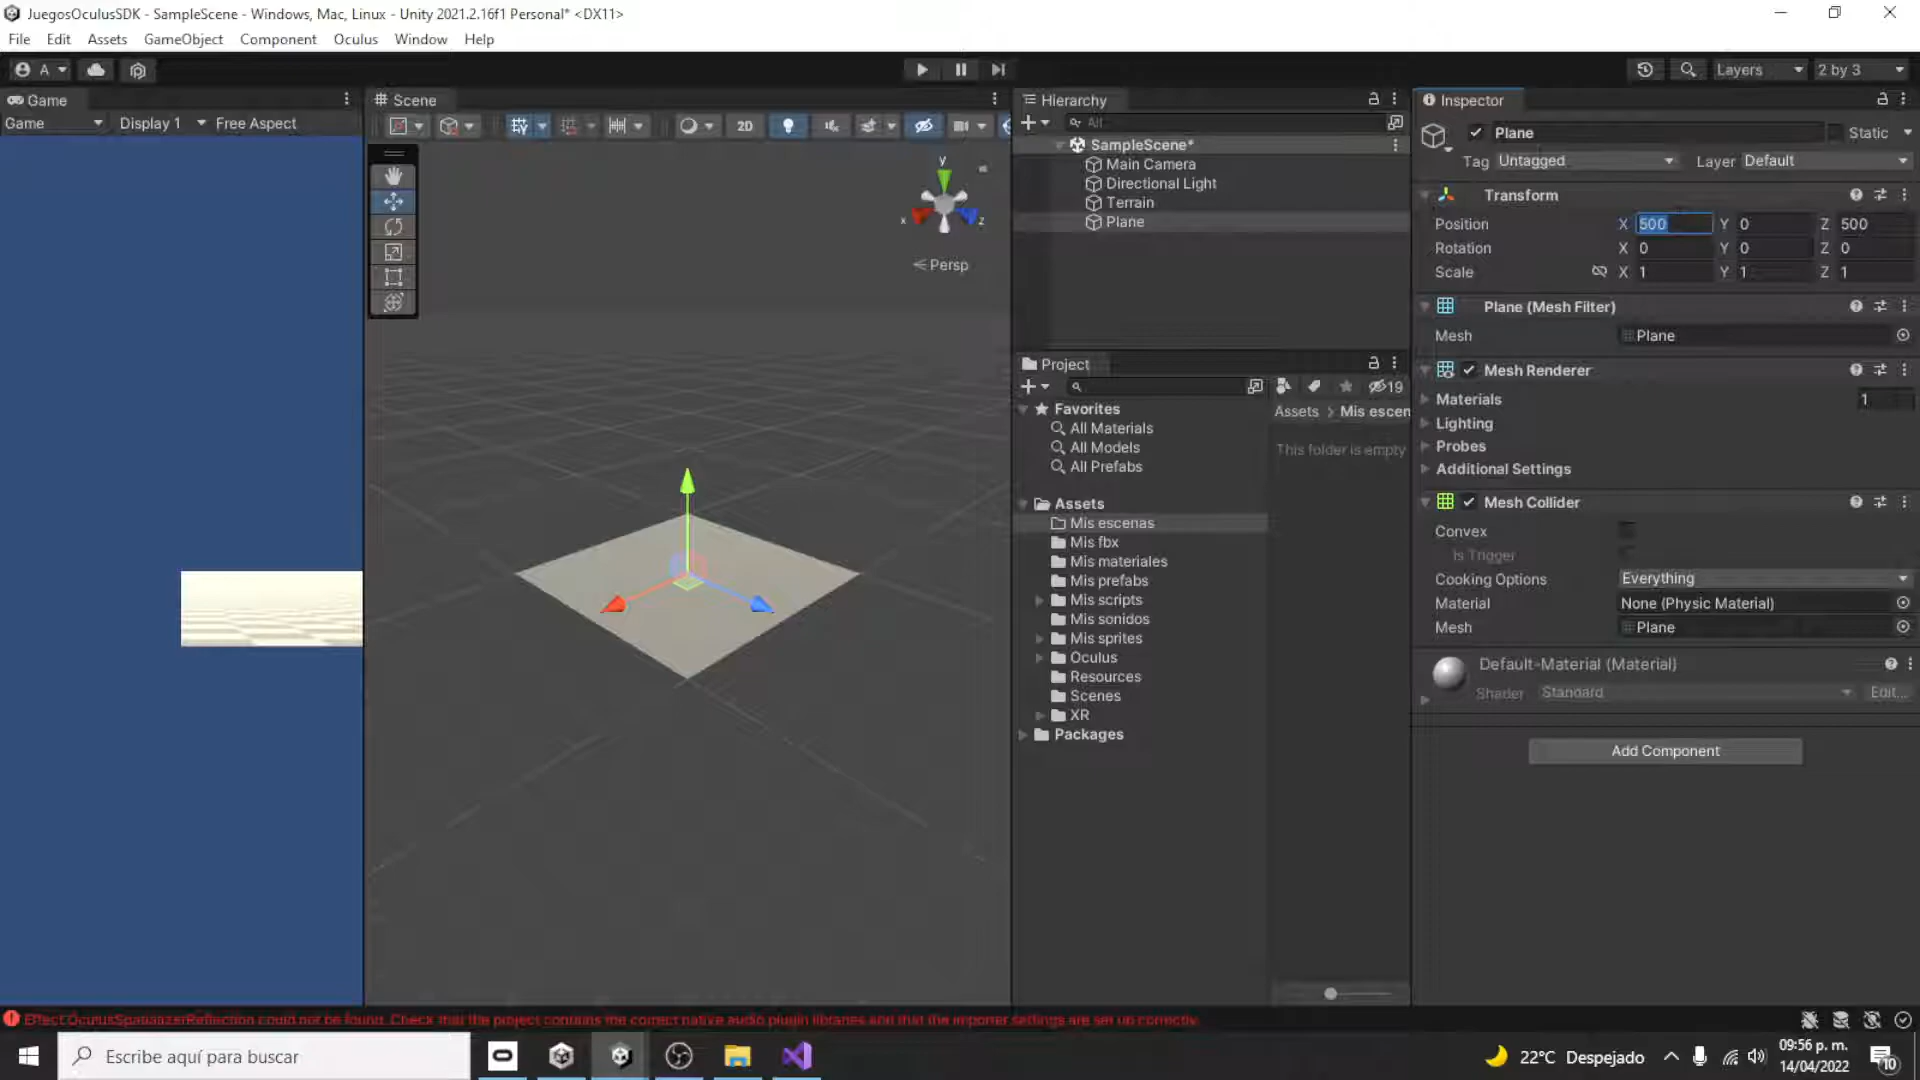 JuegosOculusSDK - SampleScene - Windows, Mac, Linux - Unity 2021.2.16f1 Personal* <DX11>
File Edit Assets GameObject Component Oculus Window Help
A Layers 2 by 3
Game
Game Display 1 Free Aspect
Scene
2D
y
x
z
Persp
Hierarchy
All
SampleScene*
Main Camera
Directional Light
Terrain
Plane
Project
19
Favorites
All Materials
All Models
All Prefabs
Assets
Mis escenas
Mis fbx
Mis materiales
Mis prefabs
Mis scripts
Mis sonidos
Mis sprites
Oculus
Resources
Scenes
XR
Packages
Assets > Mis escen
This folder is empty
Inspector
Plane Static
Tag Untagged Layer Default
Transform
Position X 500 Y 0 Z 500
Rotation X 0 Y 0 Z 0
Scale X 1 Y 1 Z 1
Plane (Mesh Filter)
Mesh Plane
Mesh Renderer
Materials 1
Lighting
Probes
Additional Settings
Mesh Collider
Convex
Is Trigger
Cooking Options Everything
Material None (Physic Material)
Mesh Plane
Default-Material (Material)
Shader Standard Edit...
Add Component
Effect OculusSpatializerReflection could not be found. Check that the project contains the correct native audio plugin libraries and that the importer settings are set up correctly.
Escribe aquí para buscar
22°C Despejado
09:56 p. m.
14/04/2022
10